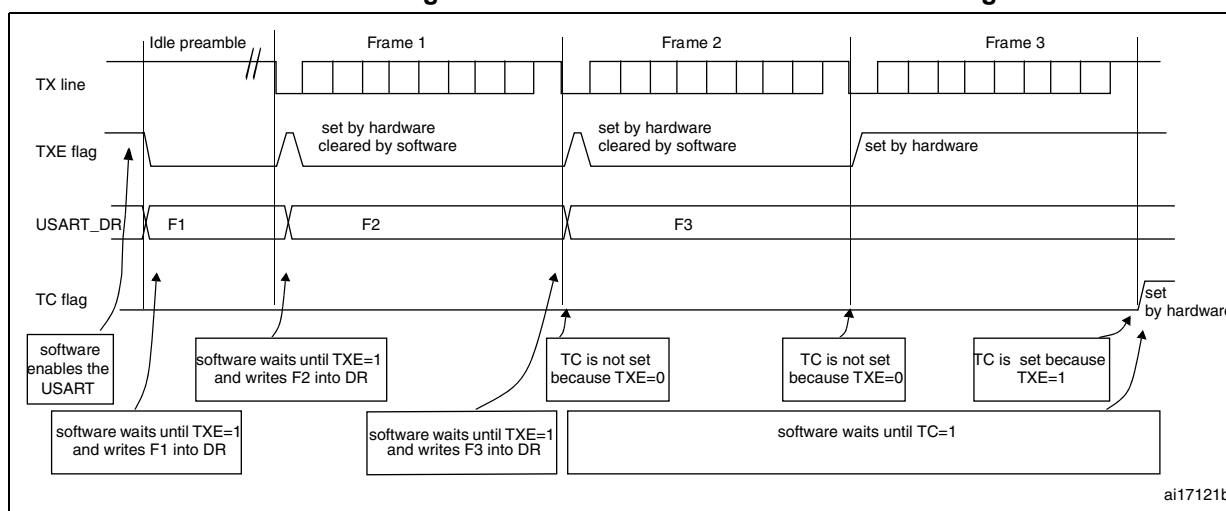 Idle preamble
Frame 1
Frame 2
Frame 3
TX line
TXE flag
set by hardware
cleared by software
set by hardware
cleared by software
set by hardware
USART_DR
F1
F2
F3
TC flag
set
by hardware
software
enables the
USART
software waits until TXE=1
and writes F1 into DR
software waits until TXE=1
and writes F2 into DR
software waits until TXE=1
and writes F3 into DR
TC is not set
because TXE=0
TC is not set
because TXE=0
TC is set because
TXE=1
software waits until TC=1
ai17121b